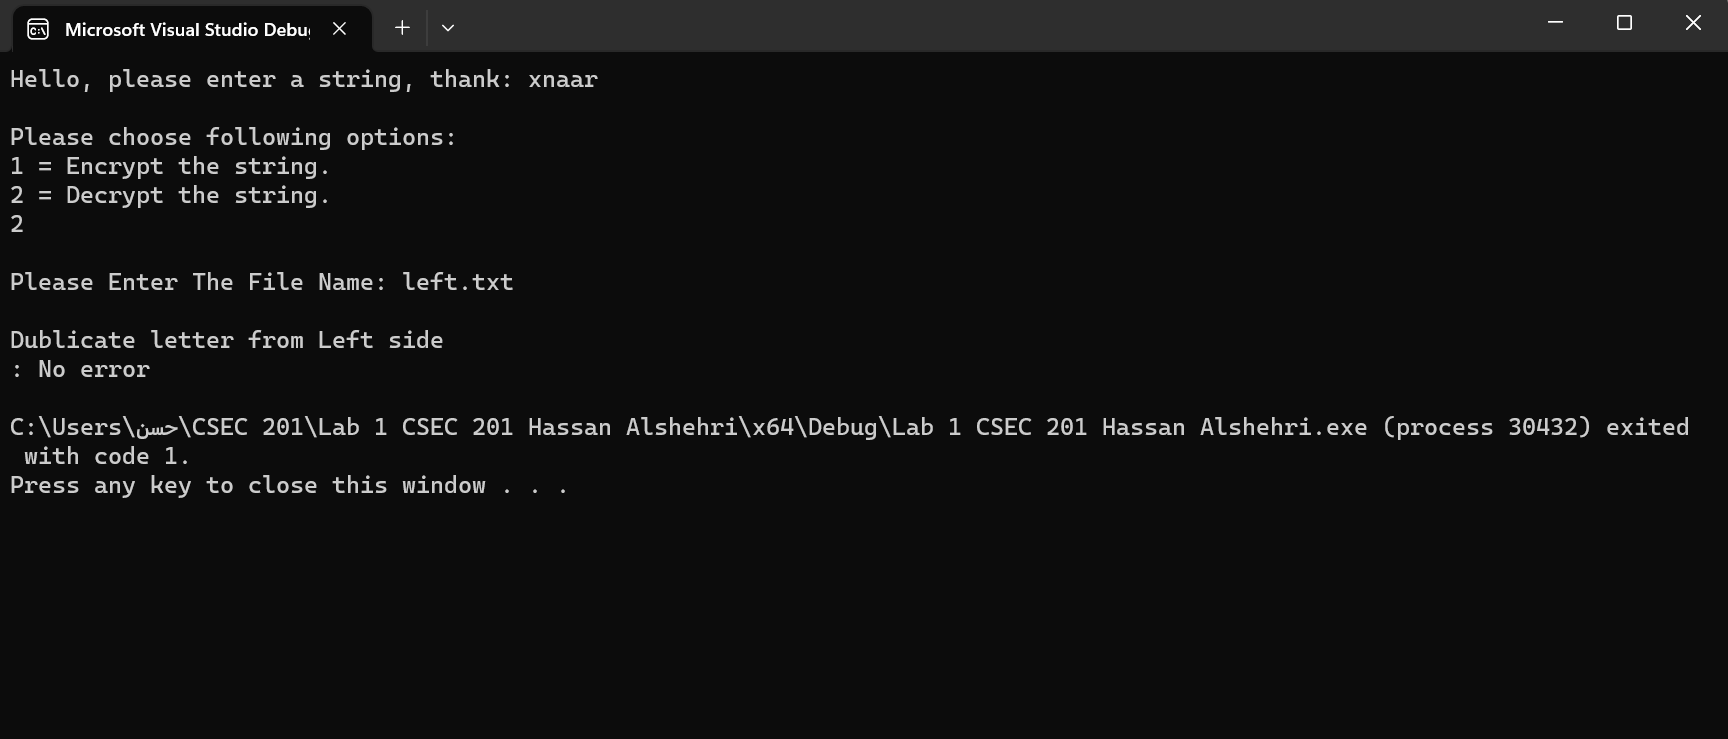 Microsoft Visual Studio Debu
Hello, please enter a string, thank: xnaar
Please choose following options:
1 = Encrypt the string.
2 = Decrypt the string.
2
Please Enter The File Name: left.txt
Dublicate letter from Left side
: No error
C:\Users\حسن\CSEC 201\Lab 1 CSEC 201 Hassan Alshehri\x64\Debug\Lab 1 CSEC 201 Hassan Alshehri.exe (process 30432) exited
with code 1.
Press any key to close this window . . .